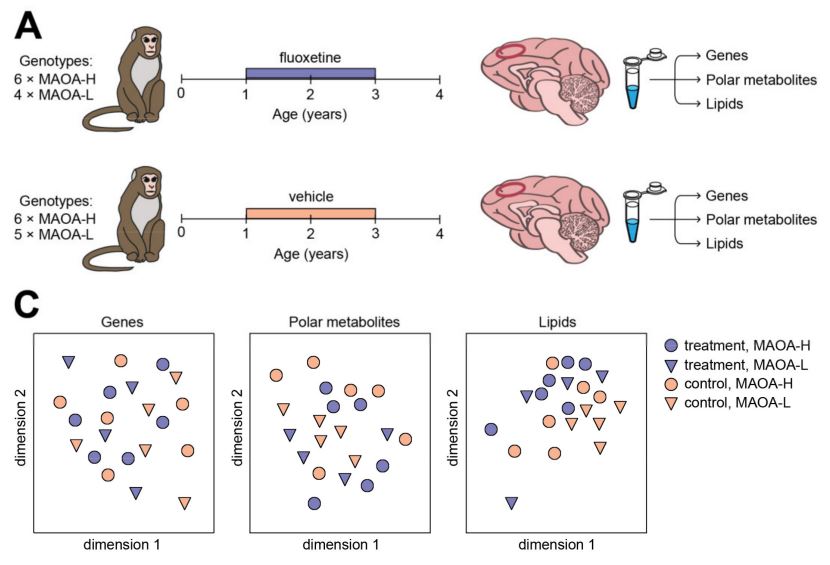 A
Genotypes:
6 × MAOA-H
4 × MAOA-L
fluoxetine
0 1 2 3 4
Age (years)
Genes
Polar metabolites
Lipids
Genotypes:
6 × MAOA-H
5 × MAOA-L
vehicle
0 1 2 3 4
Age (years)
Genes
Polar metabolites
Lipids
C
Genes
dimension 2
dimension 1
Polar metabolites
dimension 2
dimension 1
Lipids
dimension 2
dimension 1
treatment, MAOA-H
treatment, MAOA-L
control, MAOA-H
control, MAOA-L